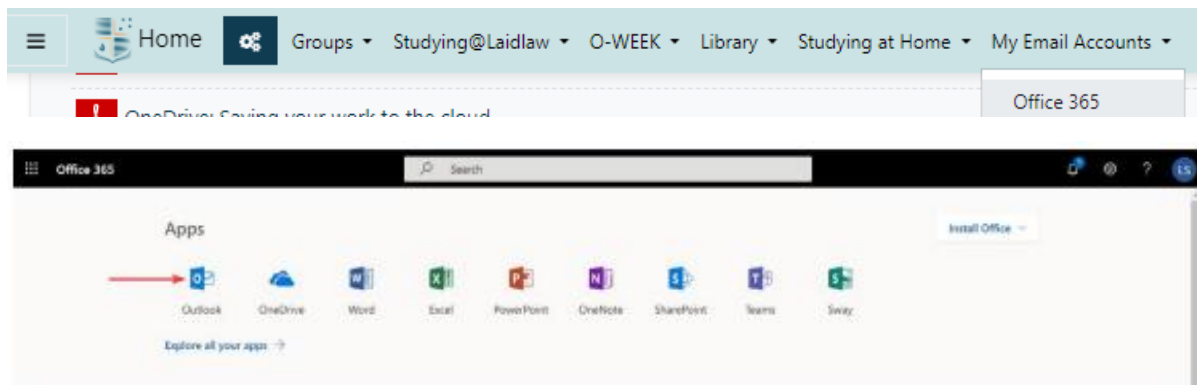 Home Groups Studying@Laidlaw O-WEEK Library Studying at Home My Email Accounts
Office 365
OneDrive: Saving your work to the cloud
Office 365 Search ? LS
Apps
Install Office
Outlook OneDrive Word Excel PowerPoint OneNote SharePoint Teams Sway
Explore all your apps →